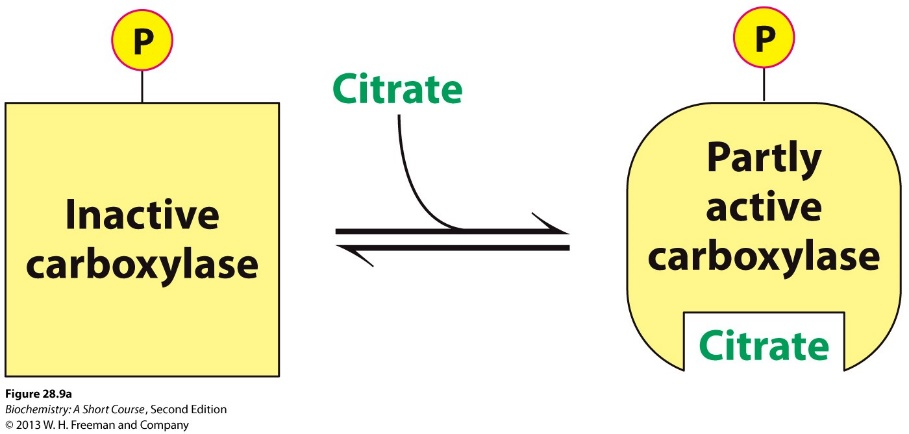 P
P
Citrate
Inactive
carboxylase
Partly
active
carboxylase
Citrate
Figure 28.9a
Biochemistry: A Short Course, Second Edition
© 2013 W. H. Freeman and Company